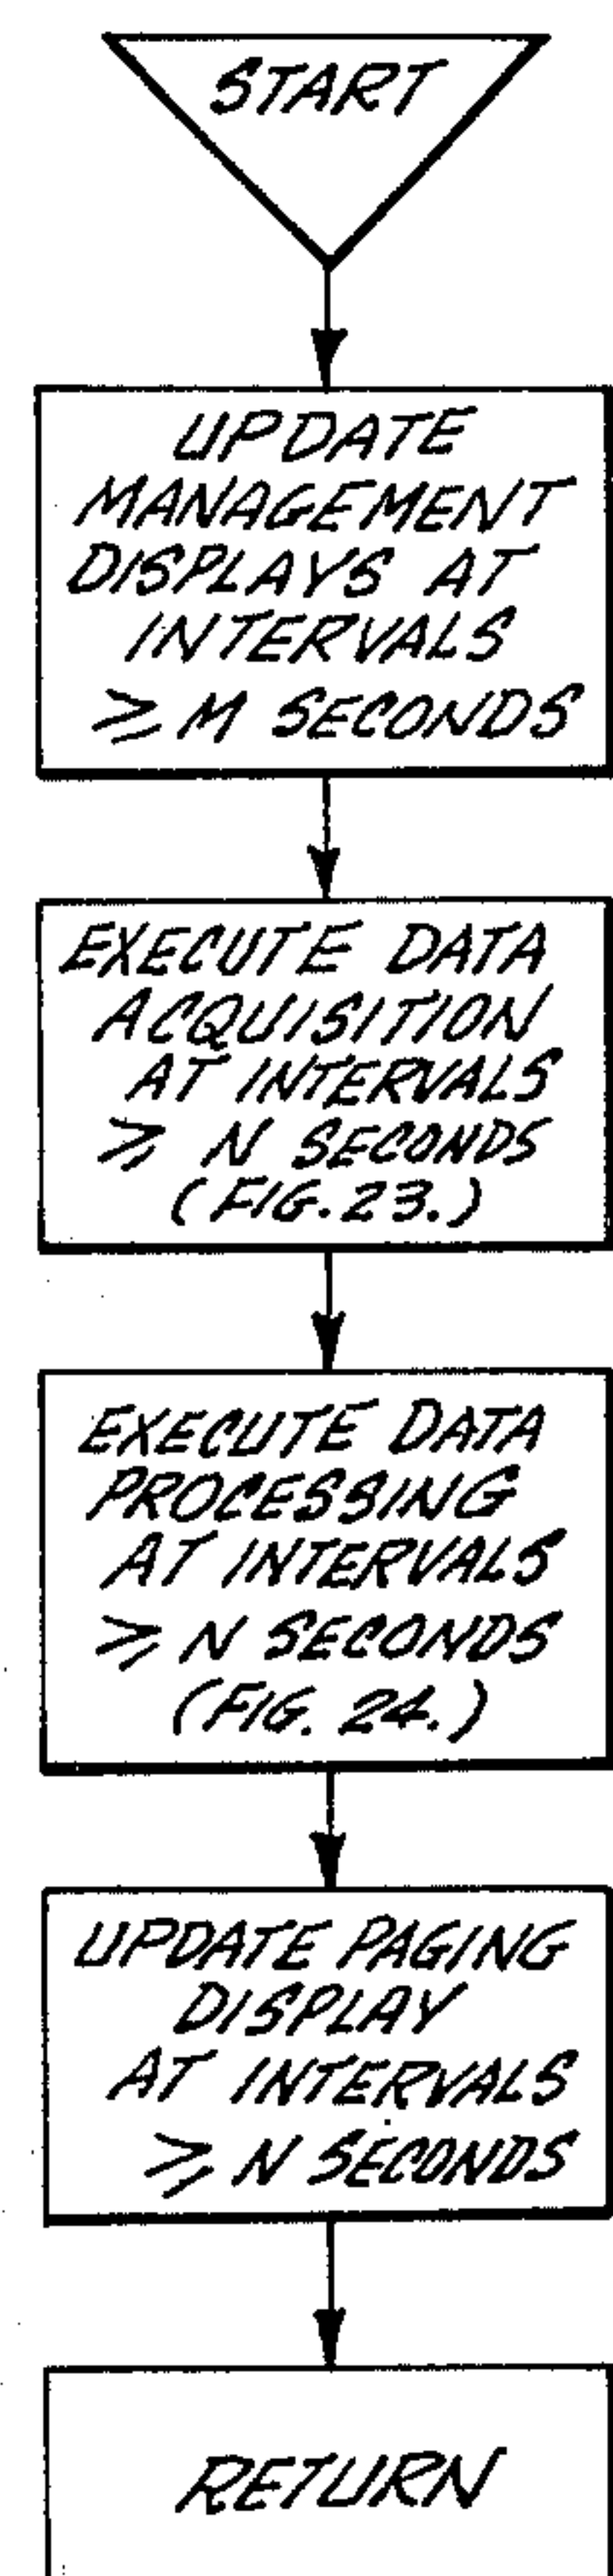 START
UPDATE
MANAGEMENT
DISPLAYS AT
INTERVALS
≥ M SECONDS
EXECUTE DATA
ACQUISITION
AT INTERVALS
≥ N SECONDS
(FIG. 23.)
EXECUTE DATA
PROCESSING
AT INTERVALS
≥ N SECONDS
(FIG. 24.)
UPDATE PAGING
DISPLAY
AT INTERVALS
≥ N SECONDS
RETURN